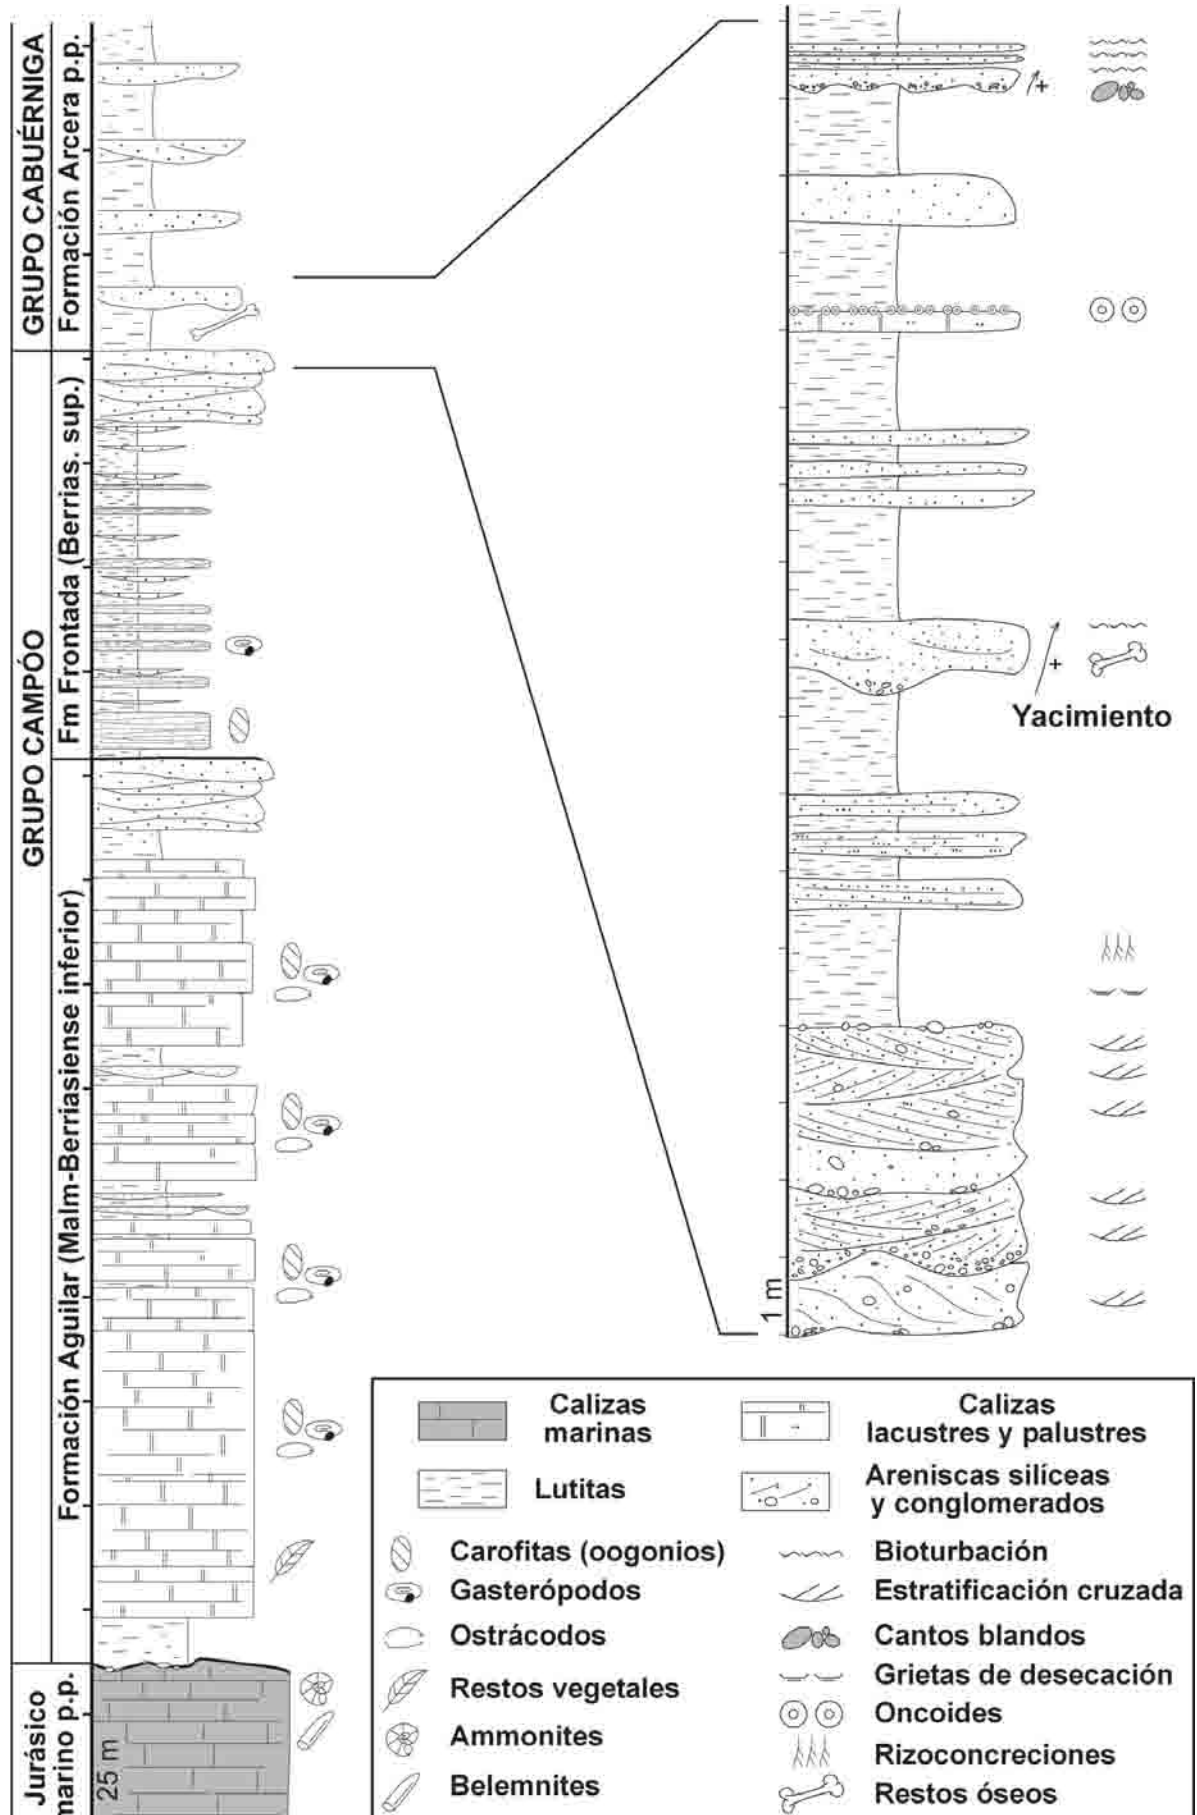 GRUPO CABUÉRNIGA
Formación Arcera p.p.
GRUPO CAMPÓO
Fm Frontada (Berrias. sup.)
Formación Aguilar (Malm-Berriasiense inferior)
Jurásico
marino p.p.
25 m
Yacimiento
1 m
Calizas
marinas
Calizas
lacustres y palustres
Lutitas
Areniscas silíceas
y conglomerados
Carofitas (oogonios)
Bioturbación
Gasterópodos
Estratificación cruzada
Ostrácodos
Cantos blandos
Restos vegetales
Grietas de desecación
Ammonites
Oncoides
Belemnites
Rizoconcreciones
Restos óseos